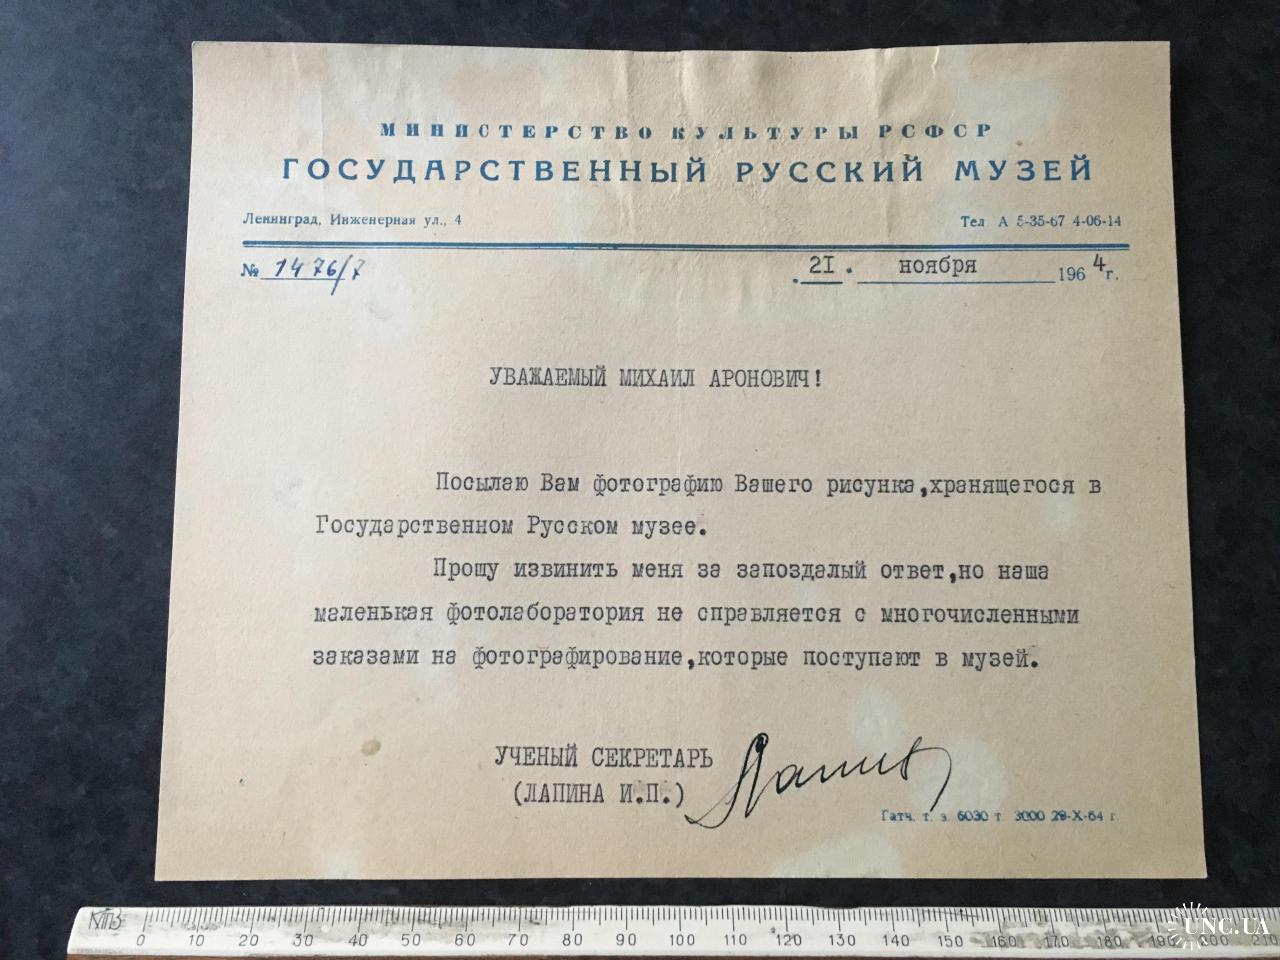 МИНИСТЕРСТВО КУЛЬТУРЫ РСФСР
ГОСУДАРСТВЕННЫЙ РУССКИЙ МУЗЕЙ
Ленинград, Инженерная ул., 4 Тел А 5-35-67 4-06-14
№ 1476/7 21. ноября 1964 г.
УВАЖАЕМЫЙ МИХАИЛ АРОНОВИЧ!
Посылаю Вам фотографию Вашего рисунка,хранящегося в
Государственном Русском музее.
Прошу извинить меня за запоздалый ответ,но наша
маленькая фотолаборатория не справляется с многочисленными
заказами на фотографирование,которые поступают в музей.
УЧЕНЫЙ СЕКРЕТАРЬ
(ЛАПИНА И.П.)
Гатч. т. з. 6030 т 3000 28-X-64 г.
0 10 20 30 40 50 60 70 80 90 100 110 120 130 140 150 160 170 180 190 200 210
UNC.UA